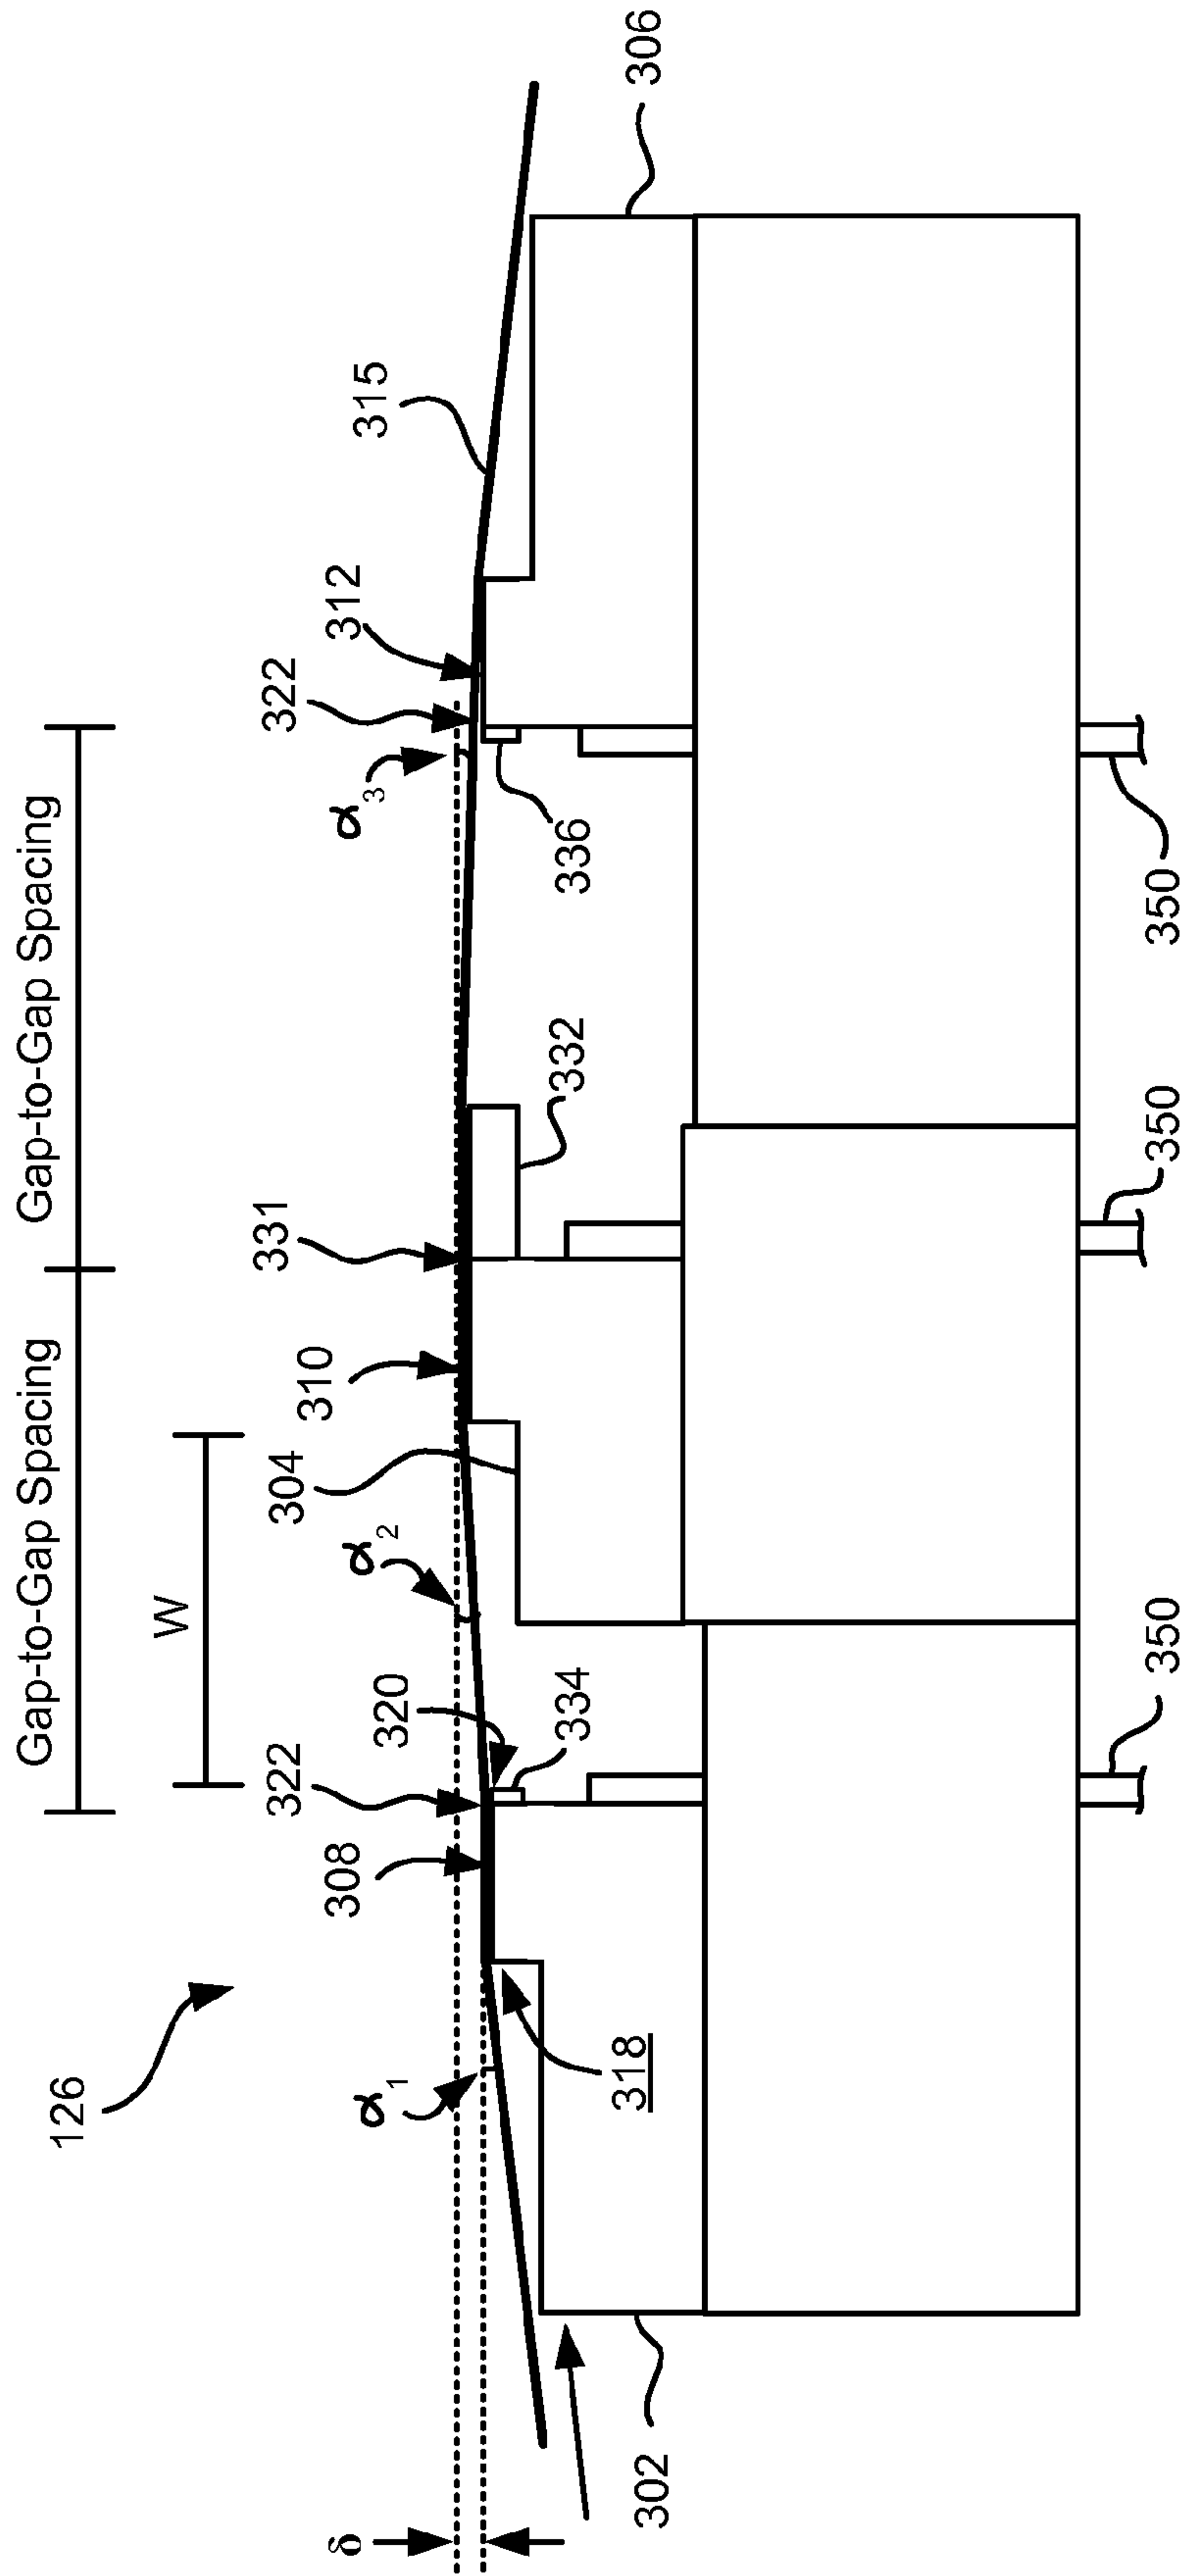 Gap-to-Gap Spacing
Gap-to-Gap Spacing
W
126
δ
α1
α2
α3
308
322
320
334
304
310
331
332
322
312
336
315
306
318
302
350
350
350